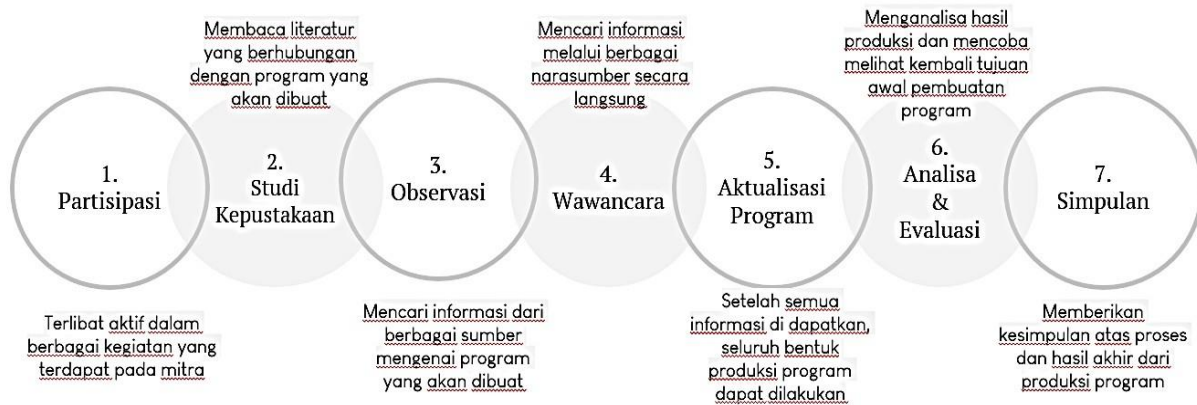 Membaca literatur
yang berhubungan
dengan program yang
akan dibuat
Mencari informasi
melalui berbagai
narasumber secara
langsung
Menganalisa hasil
produksi dan mencoba
melihat kembali tujuan
awal pembuatan
program
1.
Partisipasi
2.
Studi
Kepustakaan
3.
Observasi
4.
Wawancara
5.
Aktualisasi
Program
6.
Analisa
&
Evaluasi
7.
Simpulan
Terlibat aktif dalam
berbagai kegiatan yang
terdapat pada mitra
Mencari informasi dari
berbagai sumber
mengenai program
yang akan dibuat
Setelah semua
informasi di dapatkan,
seluruh bentuk
produksi program
dapat dilakukan
Memberikan
kesimpulan atas proses
dan hasil akhir dari
produksi program